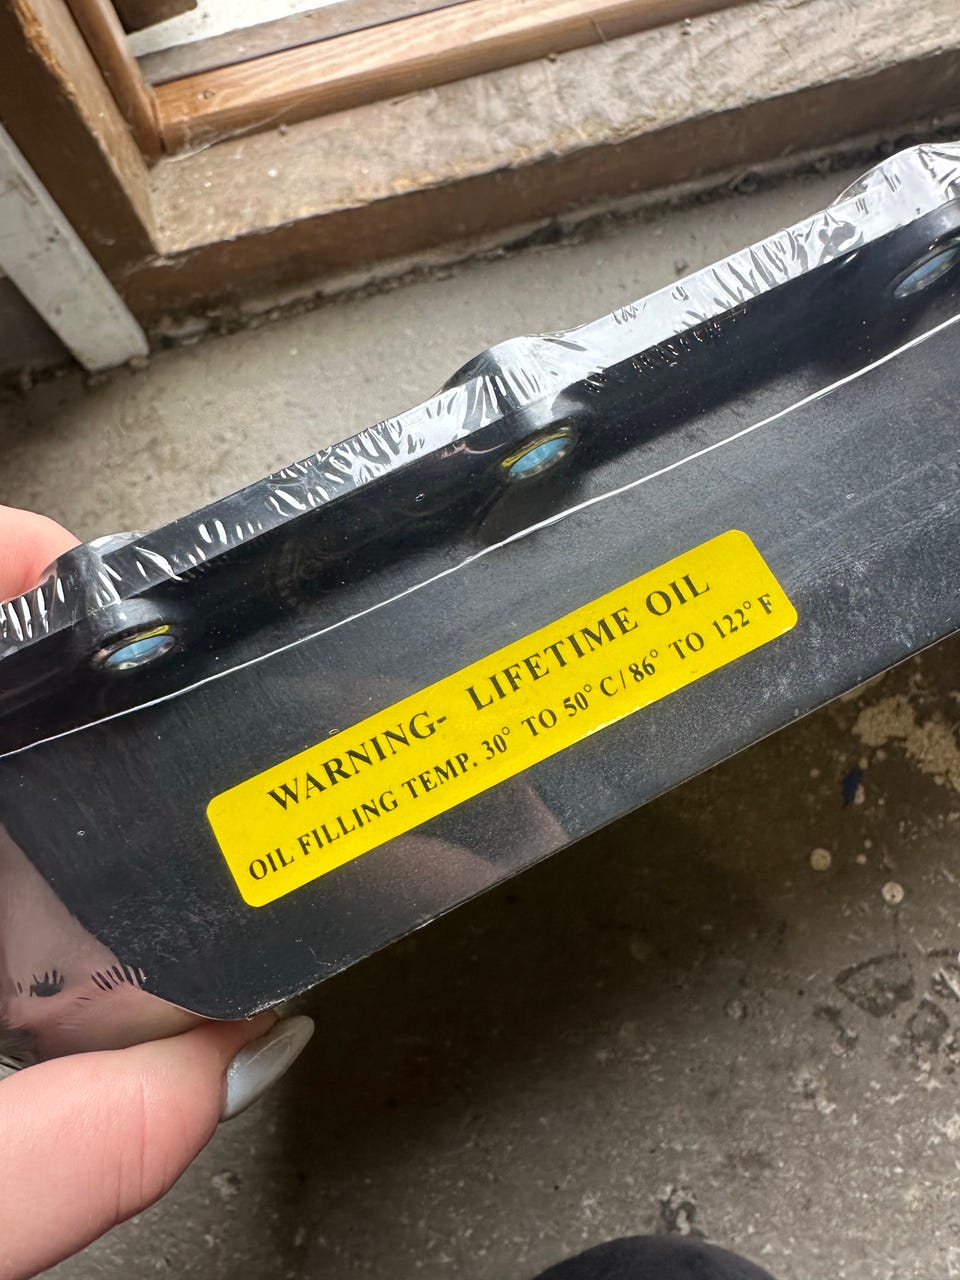 WARNING- LIFETIME OIL
OIL FILLING TEMP. 30° TO 50° C/86° TO 122° F